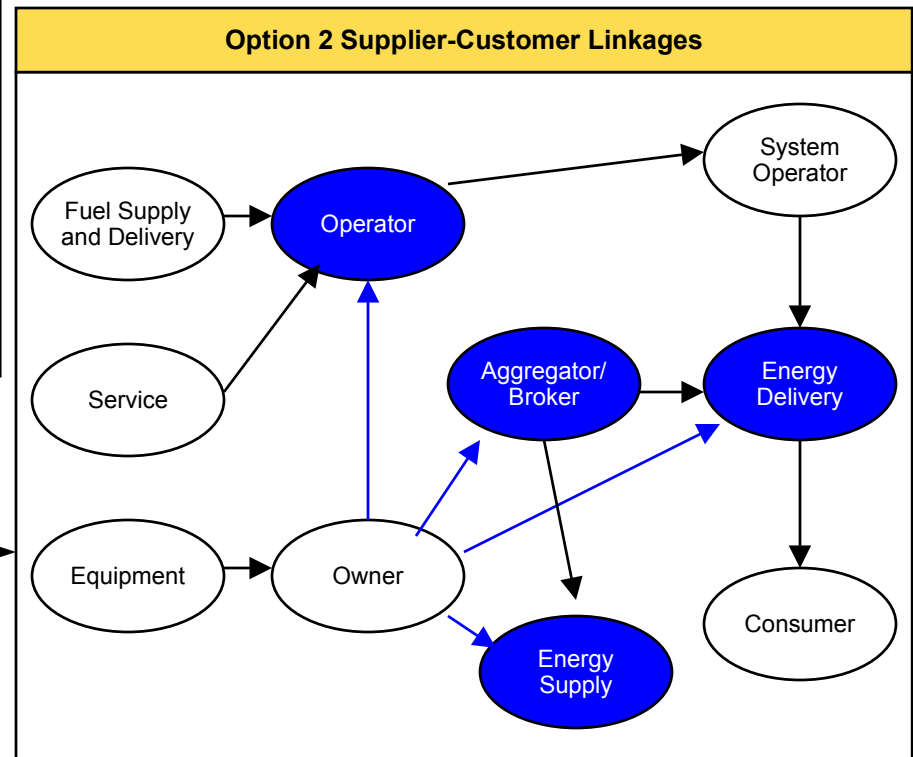 Option 2 Supplier-Customer Linkages
System
Operator
Fuel Supply
and Delivery
Operator
Aggregator/
Broker
Energy
Delivery
Service
Equipment
Owner
Consumer
Energy
Supply